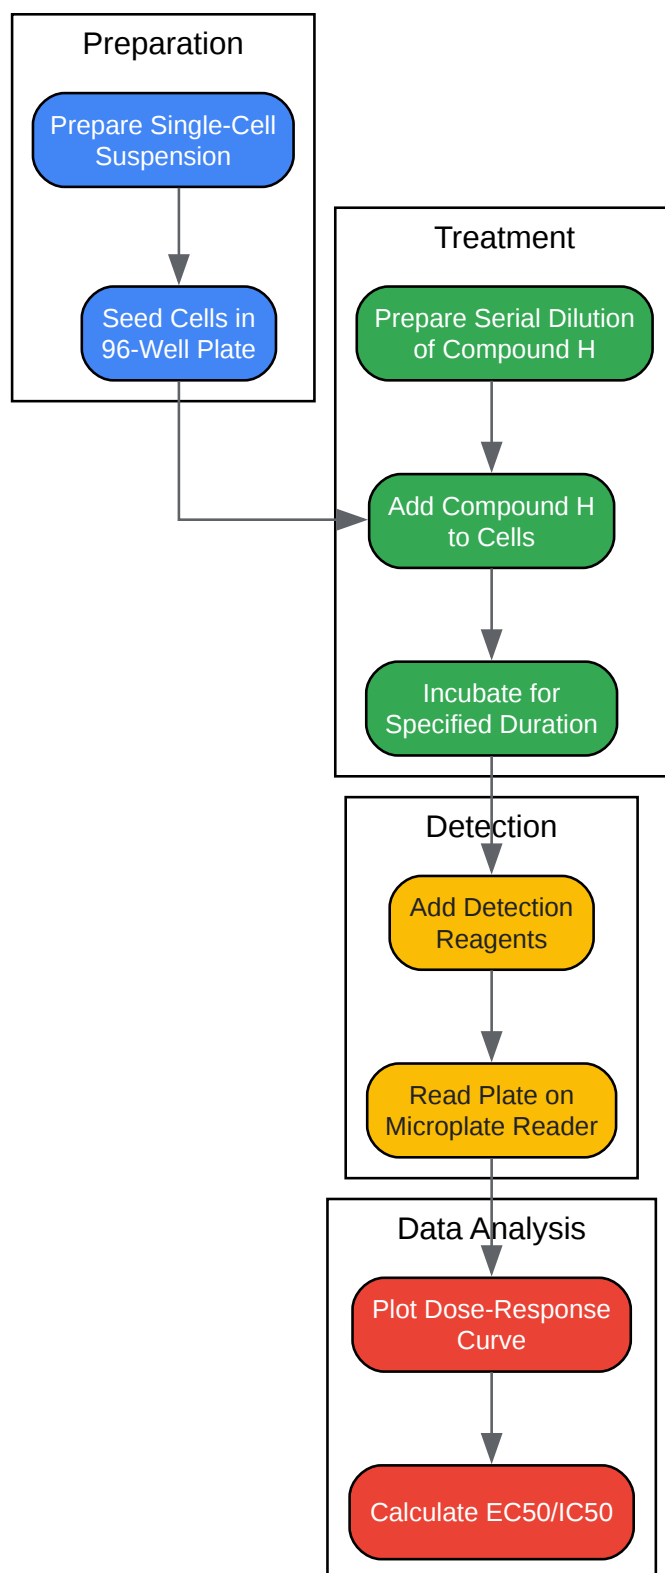 Preparation
Prepare Single-Cell
Suspension
Seed Cells in
96-Well Plate
Treatment
Prepare Serial Dilution
of Compound H
Add Compound H
to Cells
Incubate for
Specified Duration
Detection
Add Detection
Reagents
Read Plate on
Microplate Reader
Data Analysis
Plot Dose-Response
Curve
Calculate EC50/IC50